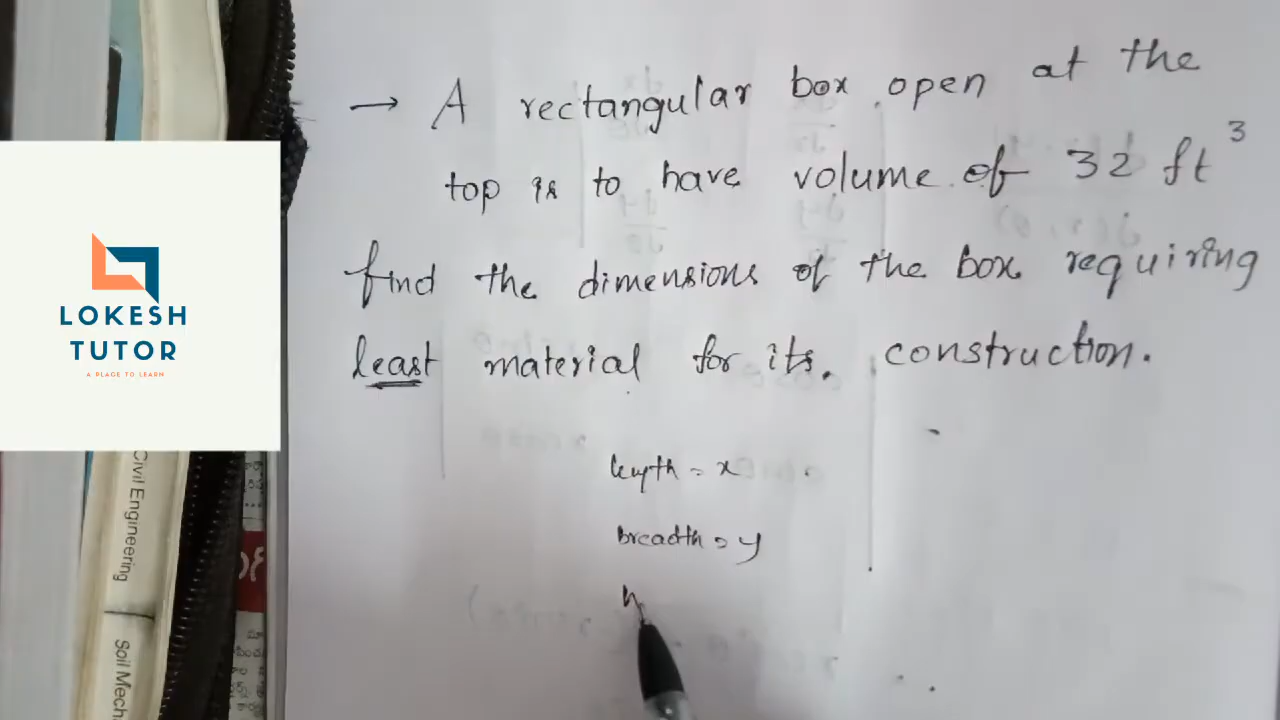 → A rectangular box open at the
top is to have volume of 32 ft³
find the dimensions of the box requiring
least material for its. construction.
length = x
breadth = y
h
LOKESH
TUTOR
A PLACE TO LEARN
Civil Engineering
Soil Mech